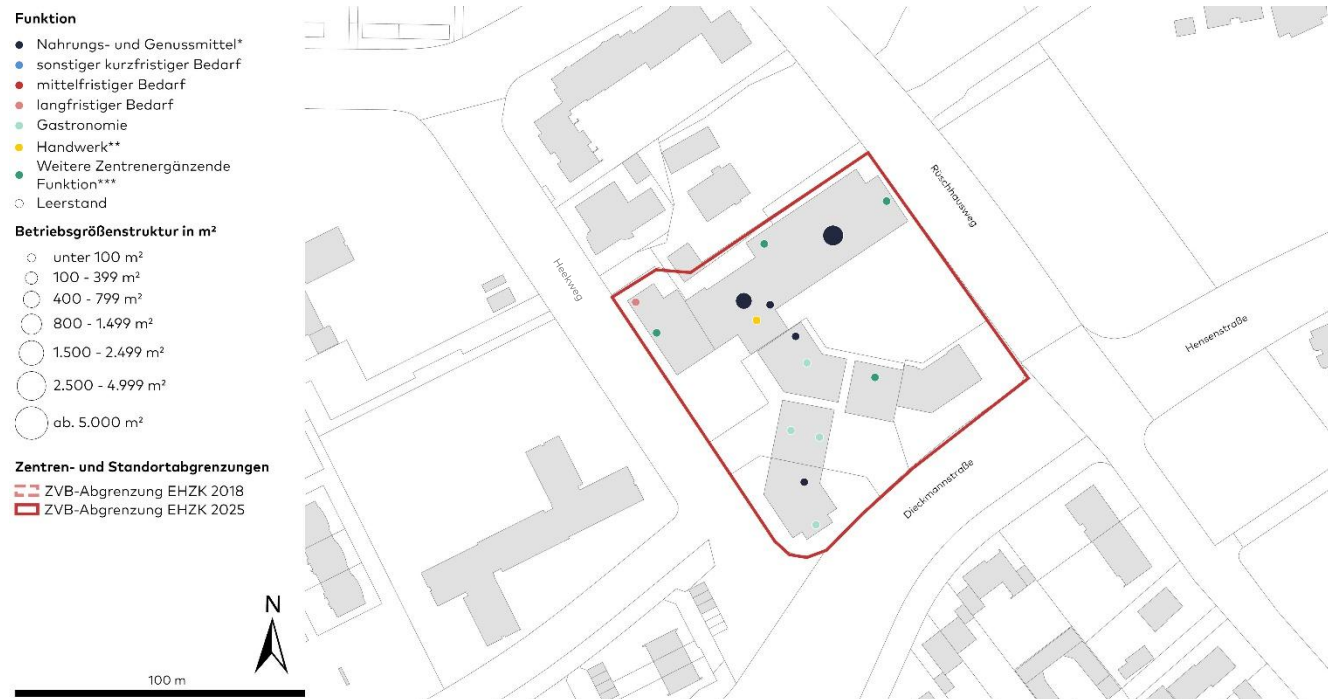 Funktion
Nahrungs- und Genussmittel*
sonstiger kurzfristiger Bedarf
mittelfristiger Bedarf
langfristiger Bedarf
Gastronomie
Handwerk**
Weitere Zentrenergänzende
Funktion***
Leerstand
Betriebsgrößenstruktur in m²
unter 100 m²
100 - 399 m²
400 - 799 m²
800 - 1.499 m²
1.500 - 2.499 m²
2.500 - 4.999 m²
ab. 5.000 m²
Zentren- und Standortabgrenzungen
ZVB-Abgrenzung EHZK 2018
ZVB-Abgrenzung EHZK 2025
N
100 m
Rüschhausweg
Heekweg
Hensenstraße
Dieckmannstraße